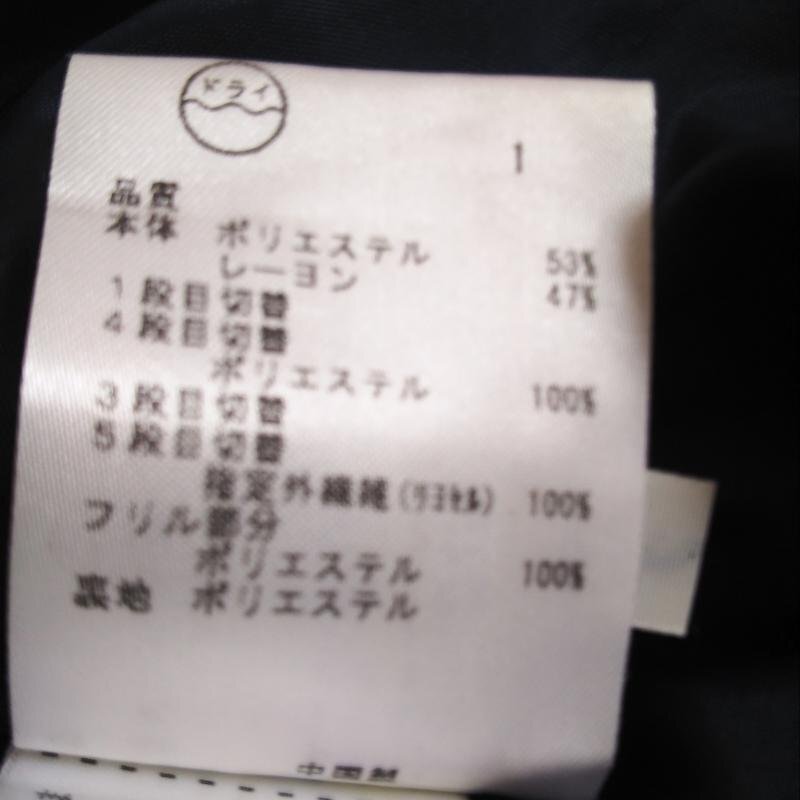 ドライ
1
品質
本体 ポリエステル 53%
レーヨン 47%
1段目切替
4段目切替
ポリエステル 100%
3段目切替
5段目切替
指定外繊維(リヨセル) 100%
フリル部分
ポリエステル 100%
裏地 ポリエステル
中国製